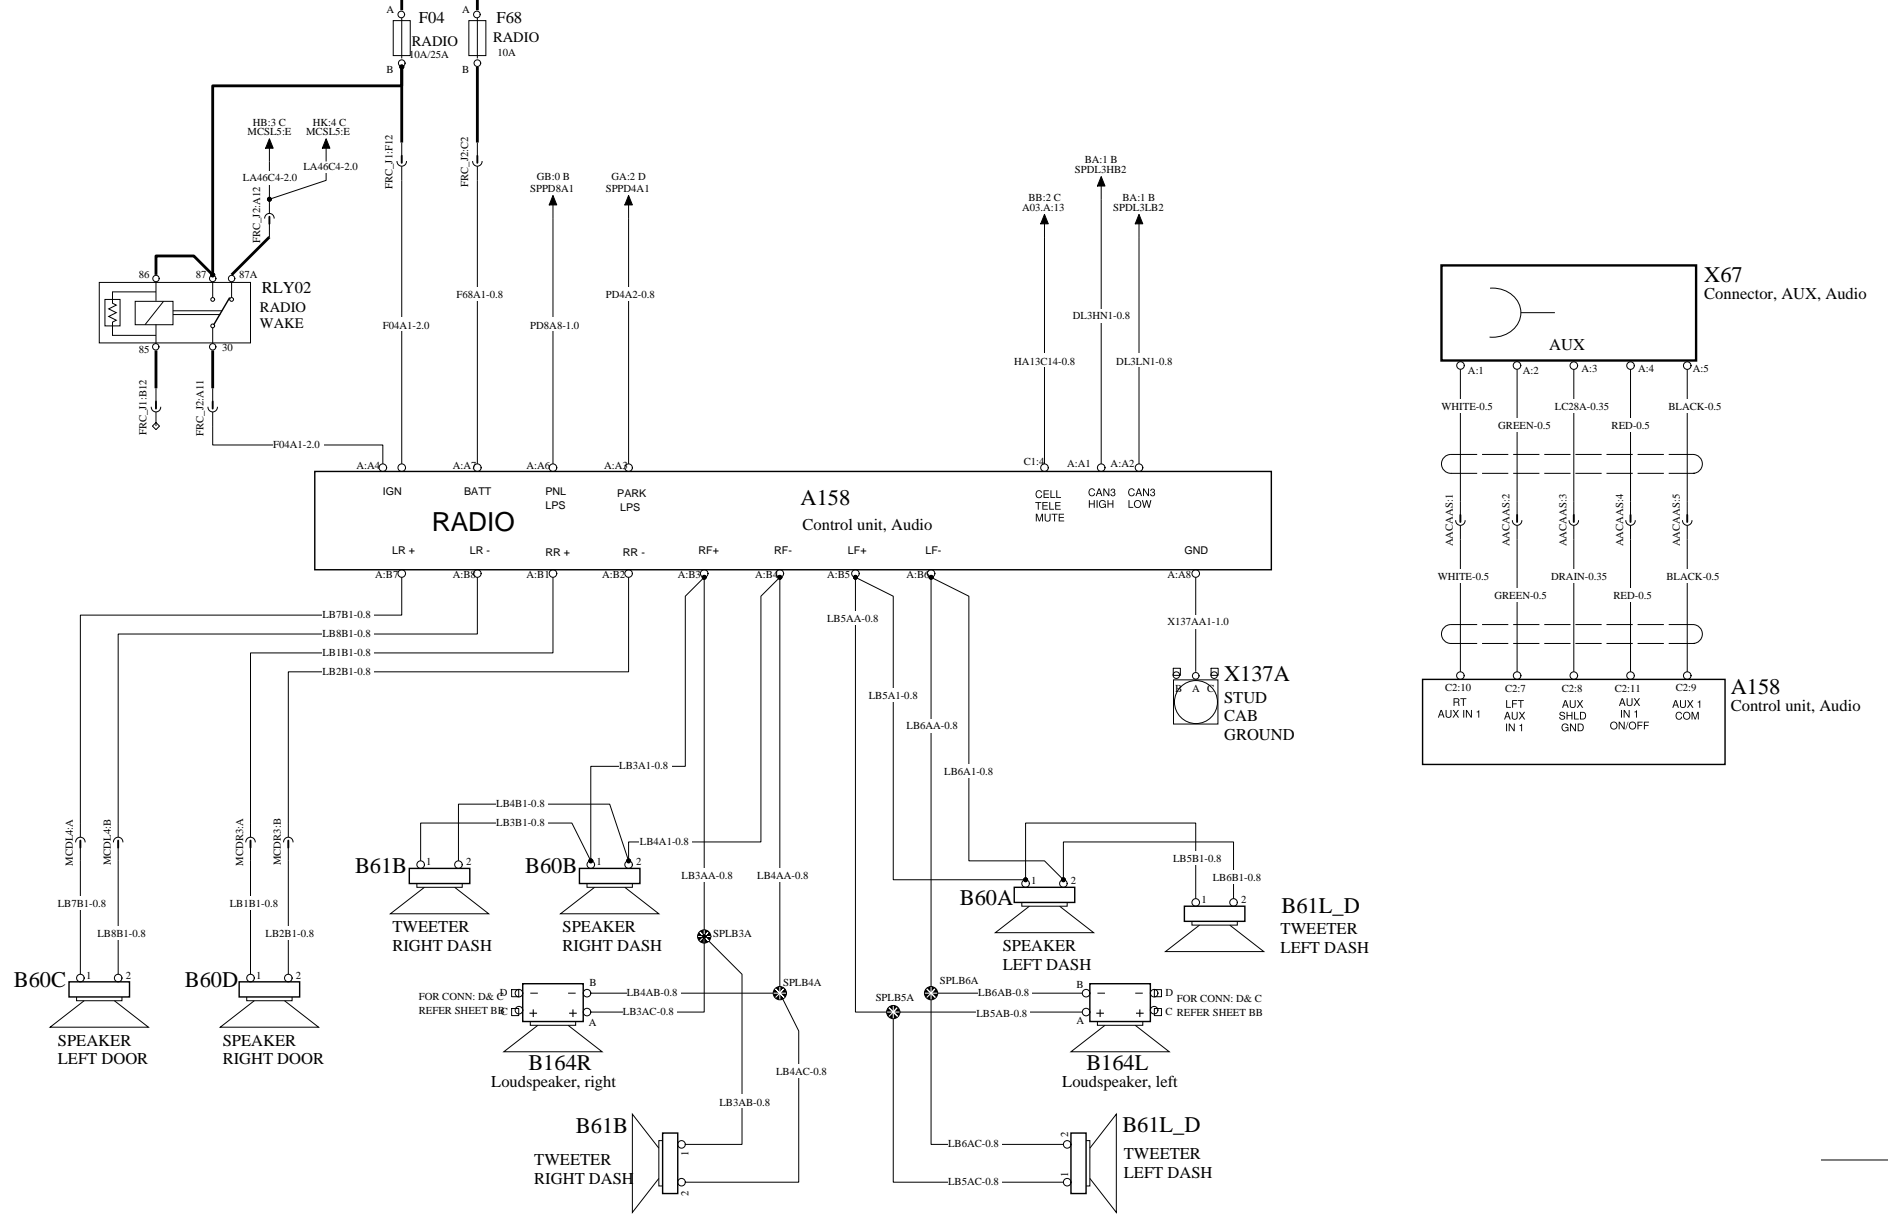 A
F04
RADIO
10A/25A
B
A
F68
RADIO
10A
B
HB:3 C
MCSL5:E
HK:4 C
MCSL5:E
LA46C4-2.0
LA46C4-2.0
FRC_J2:A12
FRC_J1:F12
FRC_J2:C2
GB:0 B
SPPD8A1
GA:2 D
SPPD4A1
BB:2 C
A03.A:13
BA:1 B
SPDL3HB2
BA:1 B
SPDL3LB2
86
87
87A
RLY02
RADIO
WAKE
85
30
FRC_J1:B12
FRC_J2:A11
F04A1-2.0
F04A1-2.0
F68A1-0.8
PD8A8-1.0
PD4A2-0.8
HA13C14-0.8
DL3HN1-0.8
DL3LN1-0.8
A:A4
A:A7
A:A6
A:A3
C1:4
A:A1
A:A2
IGN
BATT
PNL
LPS
PARK
LPS
CELL
TELE
MUTE
CAN3
HIGH
CAN3
LOW
RADIO
A158
Control unit, Audio
LR +
LR -
RR +
RR -
RF+
RF-
LF+
LF-
GND
A:B7
A:B8
A:B1
A:B2
A:B3
A:B4
A:B5
A:B6
A:A8
LB7B1-0.8
LB8B1-0.8
LB1B1-0.8
LB2B1-0.8
LB5AA-0.8
X137AA1-1.0
B
A
C
X137A
STUD
CAB
GROUND
LB5A1-0.8
LB6AA-0.8
LB3A1-0.8
LB6A1-0.8
LB4B1-0.8
LB3B1-0.8
LB4A1-0.8
MCDL4:A
MCDL4:B
MCDR3:A
MCDR3:B
B61B
1
2
TWEETER
RIGHT DASH
B60B
1
2
SPEAKER
RIGHT DASH
LB3AA-0.8
LB4AA-0.8
B60A
1
2
SPEAKER
LEFT DASH
LB5B1-0.8
LB6B1-0.8
1
2
B61L_D
TWEETER
LEFT DASH
LB7B1-0.8
LB8B1-0.8
LB1B1-0.8
LB2B1-0.8
B60C
1
2
SPEAKER
LEFT DOOR
B60D
1
2
SPEAKER
RIGHT DOOR
SPLB3A
SPLB4A
SPLB5A
SPLB6A
FOR CONN: D& C
REFER SHEET BB
D
C
B
A
- -
+ +
LB4AB-0.8
LB3AC-0.8
B164R
Loudspeaker, right
LB6AB-0.8
LB5AB-0.8
B
A
- -
+ +
D
C
FOR CONN: D& C
REFER SHEET BB
B164L
Loudspeaker, left
LB4AC-0.8
LB3AB-0.8
B61B
TWEETER
RIGHT DASH
1
2
LB6AC-0.8
LB5AC-0.8
2
1
B61L_D
TWEETER
LEFT DASH
X67
Connector, AUX, Audio
AUX
A:1
A:2
A:3
A:4
A:5
WHITE-0.5
GREEN-0.5
LC28A-0.35
RED-0.5
BLACK-0.5
AACAAS:1
AACAAS:2
AACAAS:3
AACAAS:4
AACAAS:5
WHITE-0.5
GREEN-0.5
DRAIN-0.35
RED-0.5
BLACK-0.5
C2:10
C2:7
C2:8
C2:11
C2:9
RT
AUX IN 1
LFT
AUX
IN 1
AUX
SHLD
GND
AUX
IN 1
ON/OFF
AUX 1
COM
A158
Control unit, Audio